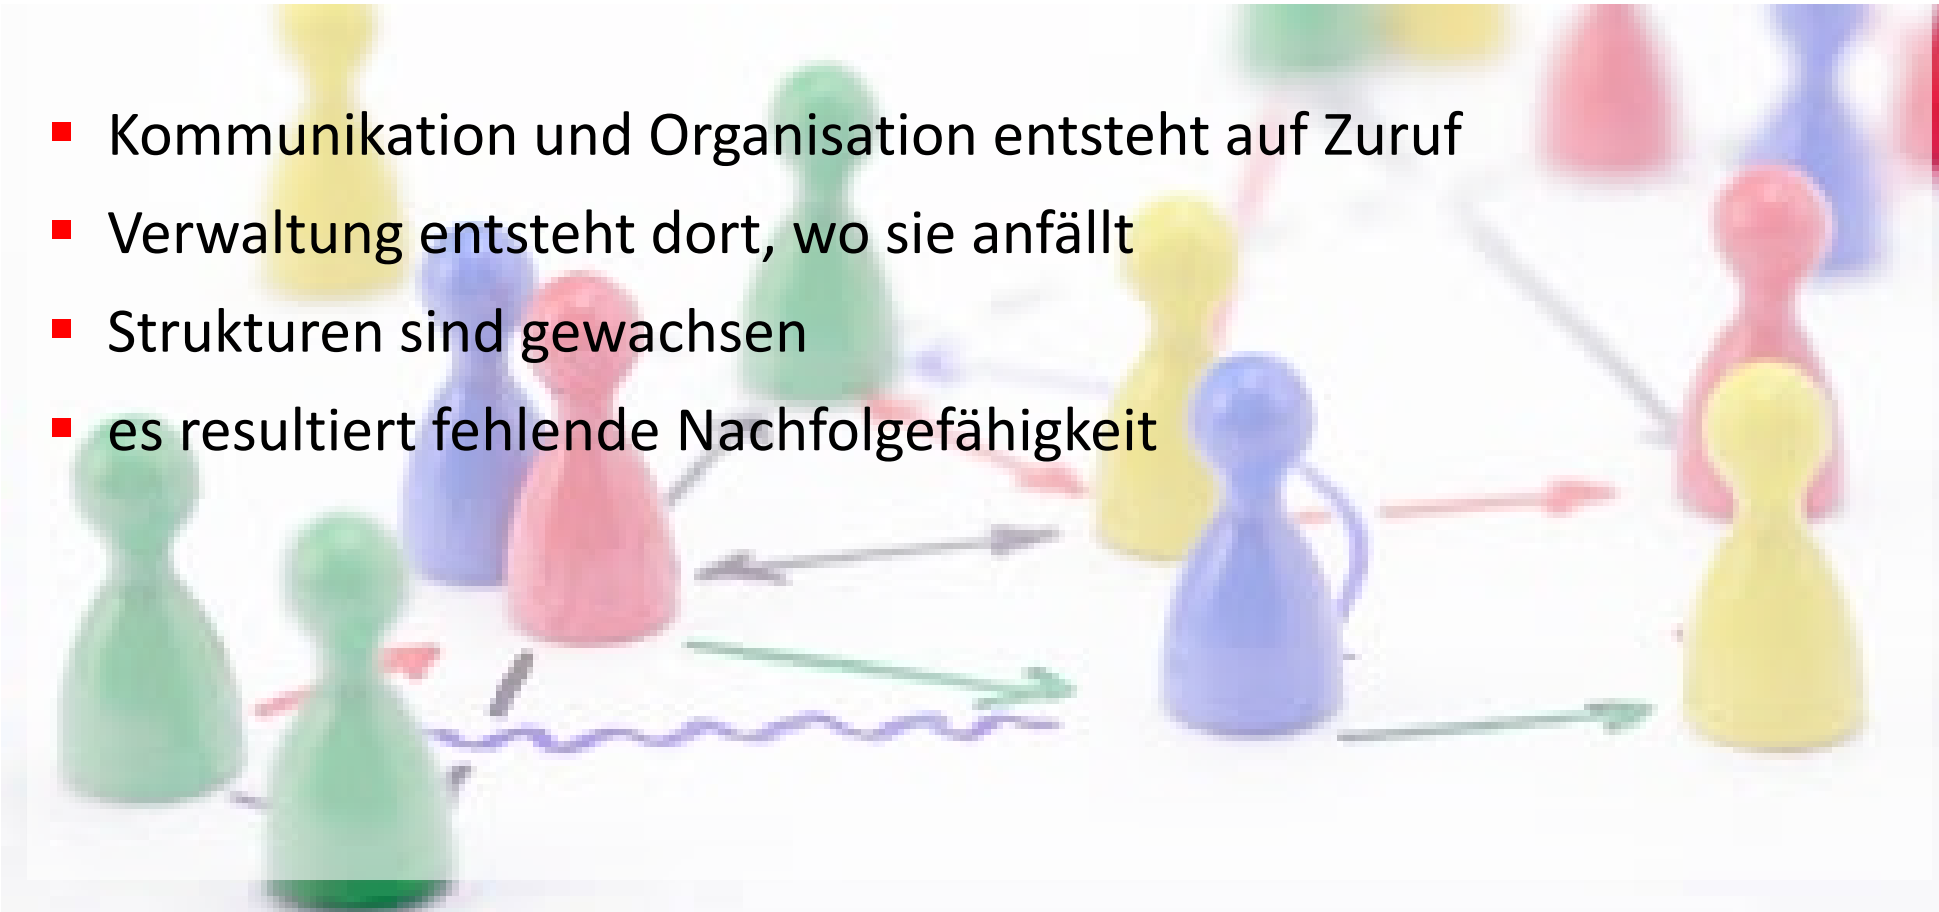 Kommunikation und Organisation entsteht auf Zuruf
Verwaltung entsteht dort, wo sie anfällt
Strukturen sind gewachsen
es resultiert fehlende Nachfolgefähigkeit